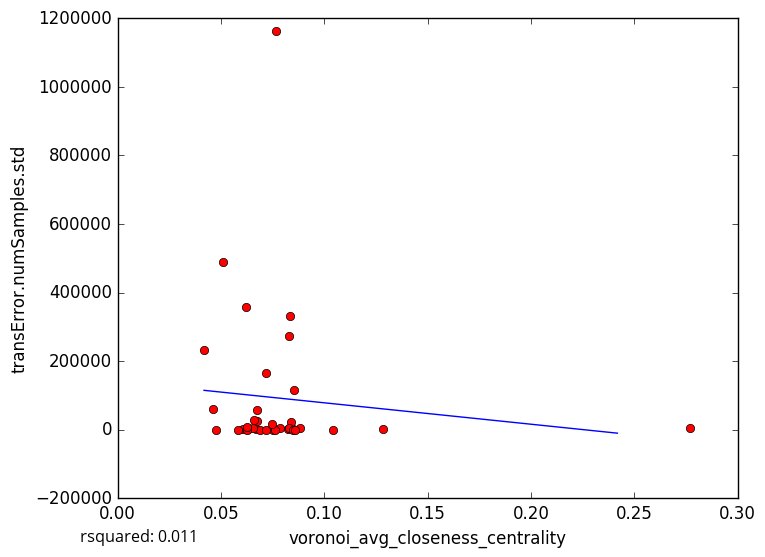 1200000
1000000
800000
600000
400000
200000
0
−200000
transError.numSamples.std
0.00 0.05 0.10 0.15 0.20 0.25 0.30
rsquared: 0.011
voronoi_avg_closeness_centrality